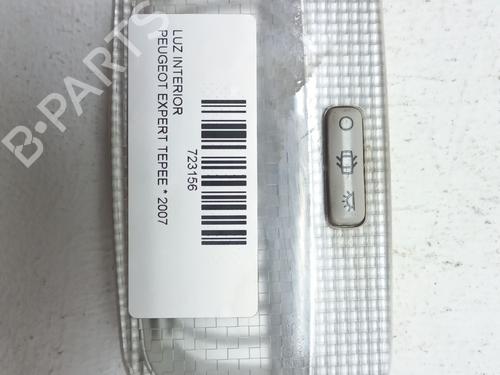 LUZ INTERIOR
PEUGEOT EXPERT TEPEE * 2007
723156
B-PARTS